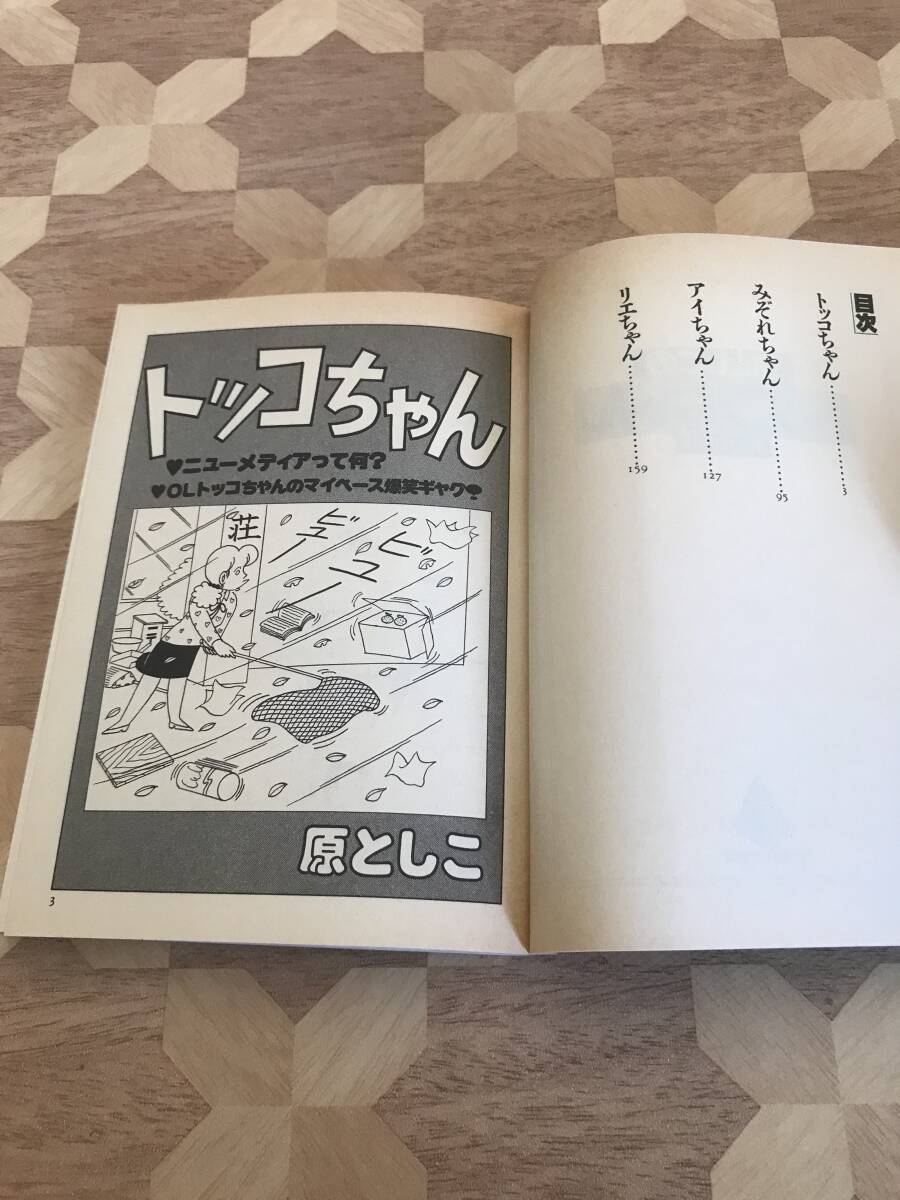 目次
トッコちゃん…………3
みぞれちゃん…………95
アイちゃん…………127
リエちゃん…………159
トッコちゃん
♥ニューメディアって何?
♥OLトッコちゃんのマイペース爆笑ギャグ!
荘
ビュー
ビュー
原としこ
3